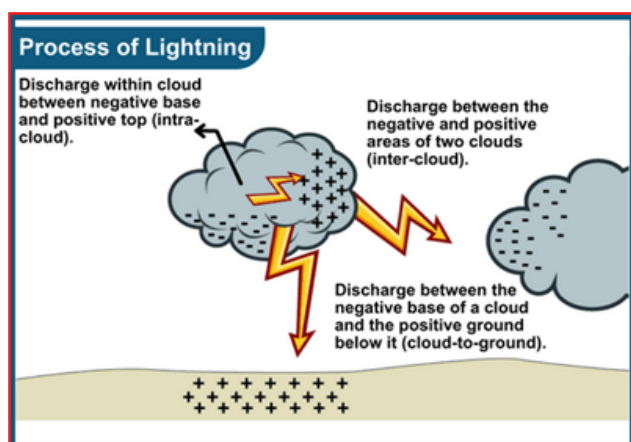 Process of Lightning
Discharge within cloud
between negative base
and positive top (intra-
cloud).
Discharge between the
negative and positive
areas of two clouds
(inter-cloud).
Discharge between the
negative base of a cloud
and the positive ground
below it (cloud-to-ground).